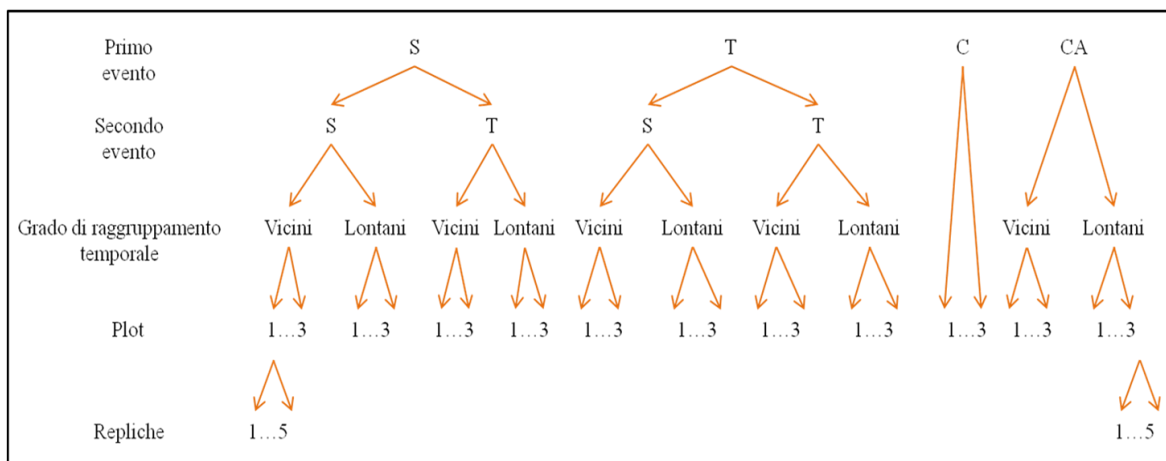 Primo S T C CA
evento
Secondo S T S T
evento
Grado di raggruppamento Vicini Lontani Vicini Lontani Vicini Lontani Vicini Lontani Vicini Lontani
temporale
Plot 1…3 1…3 1…3 1…3 1…3 1…3 1…3 1…3 1…3 1…3 1…3
Repliche 1…5 1…5